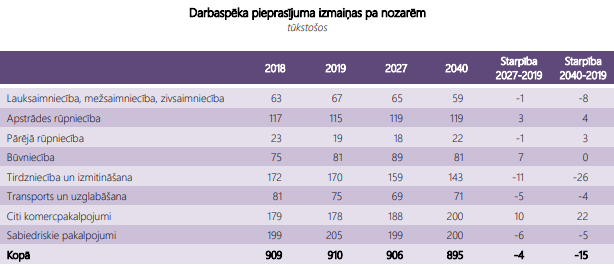 Darbaspēka pieprasījuma izmaiņas pa nozarēm
tūkstošos
2018 2019 2027 2040 Starpība 2027-2019 Starpība 2040-2019
Lauksaimniecība, mežsaimniecība, zivsaimniecība 63 67 65 59 -1 -8
Apstrādes rūpniecība 117 115 119 119 3 4
Pārējā rūpniecība 23 19 18 22 -1 3
Būvniecība 75 81 89 81 7 0
Tirdzniecība un izmitināšana 172 170 159 143 -11 -26
Transports un uzglabāšana 81 75 69 71 -5 -4
Citi komercpakalpojumi 179 178 188 200 10 22
Sabiedriskie pakalpojumi 199 205 199 200 -6 -5
Kopā 909 910 906 895 -4 -15